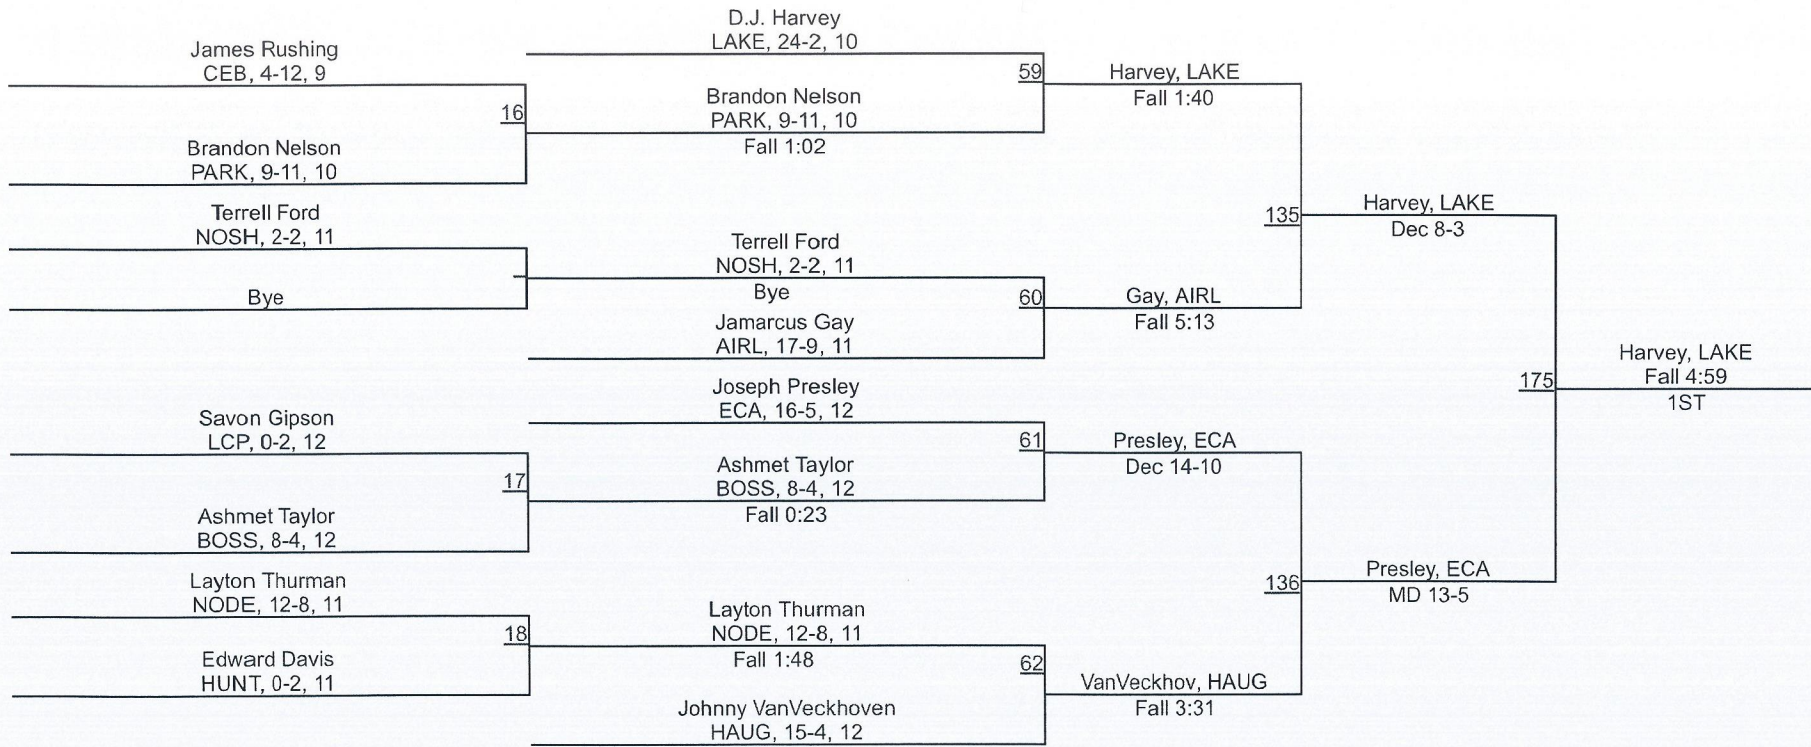 James Rushing
CEB, 4-12, 9
16
Brandon Nelson
PARK, 9-11, 10
Terrell Ford
NOSH, 2-2, 11
Bye
Savon Gipson
LCP, 0-2, 12
17
Ashmet Taylor
BOSS, 8-4, 12
Layton Thurman
NODE, 12-8, 11
18
Edward Davis
HUNT, 0-2, 11
D.J. Harvey
LAKE, 24-2, 10
59
Brandon Nelson
PARK, 9-11, 10
Fall 1:02
Terrell Ford
NOSH, 2-2, 11
Bye
60
Jamarcus Gay
AIRL, 17-9, 11
Joseph Presley
ECA, 16-5, 12
61
Ashmet Taylor
BOSS, 8-4, 12
Fall 0:23
Layton Thurman
NODE, 12-8, 11
Fall 1:48
62
Johnny VanVeckhoven
HAUG, 15-4, 12
Harvey, LAKE
Fall 1:40
135
Gay, AIRL
Fall 5:13
Presley, ECA
Dec 14-10
136
VanVeckhov, HAUG
Fall 3:31
Harvey, LAKE
Dec 8-3
175
Presley, ECA
MD 13-5
Harvey, LAKE
Fall 4:59
1ST